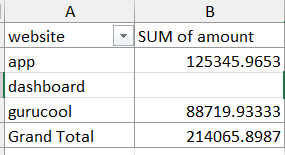 A B
website SUM of amount
app 125345.9653
dashboard
gurucool 88719.93333
Grand Total 214065.8987